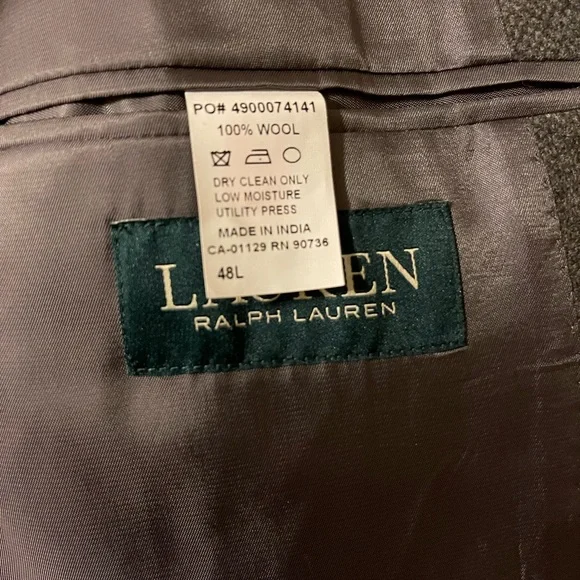 PO# 4900074141
100% WOOL
DRY CLEAN ONLY
LOW MOISTURE
UTILITY PRESS
MADE IN INDIA
CA-01129 RN 90736
48L
LAUREN
RALPH LAUREN